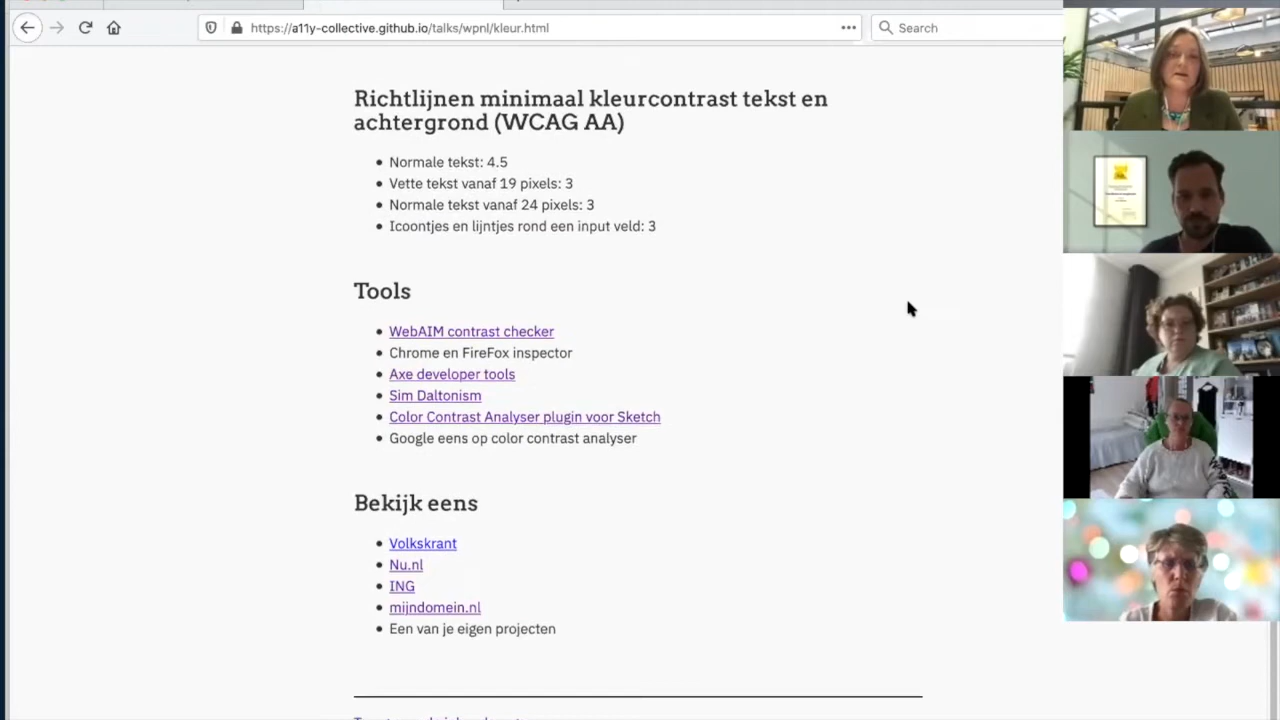 https://a11y-collective.github.io/talks/wpnl/kleur.html
Search
Richtlijnen minimaal kleurcontrast tekst en
achtergrond (WCAG AA)
Normale tekst: 4.5
Vette tekst vanaf 19 pixels: 3
Normale tekst vanaf 24 pixels: 3
Icoontjes en lijntjes rond een input veld: 3
Tools
WebAIM contrast checker
Chrome en FireFox inspector
Axe developer tools
Sim Daltonism
Color Contrast Analyser plugin voor Sketch
Google eens op color contrast analyser
Bekijk eens
Volkskrant
Nu.nl
ING
mijndomein.nl
Een van je eigen projecten